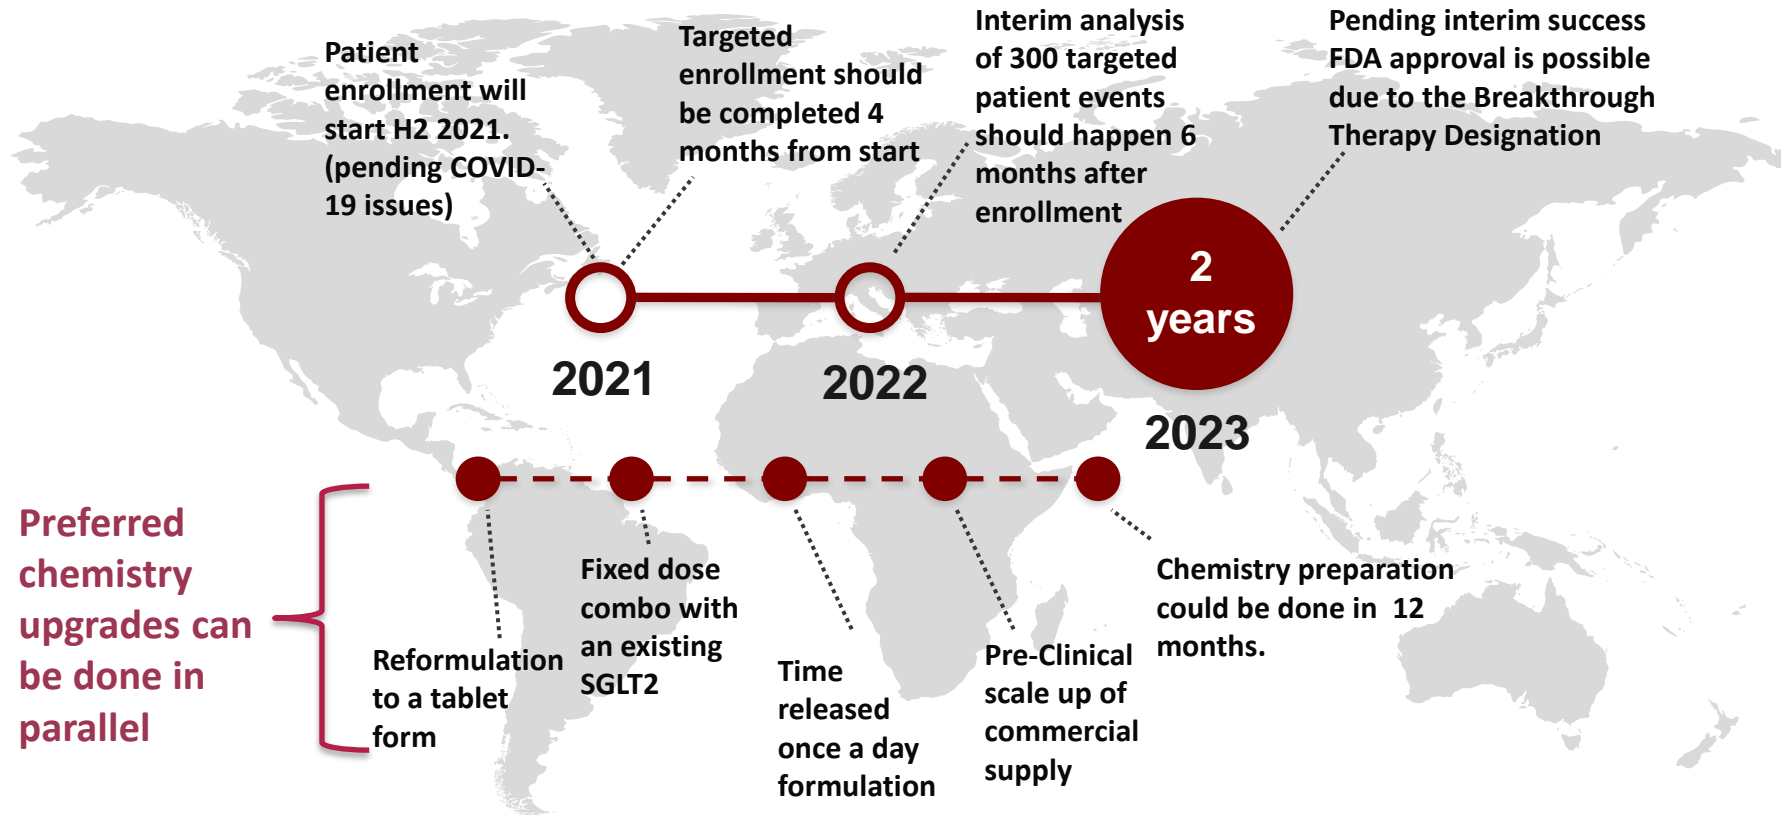 Patient
enrollment will
start H2 2021.
(pending COVID-
19 issues)
Targeted
enrollment should
be completed 4
months from start
Interim analysis
of 300 targeted
patient events
should happen 6
months after
enrollment
Pending interim success
FDA approval is possible
due to the Breakthrough
Therapy Designation
2
years
2021
2022
2023
Preferred
chemistry
upgrades can
be done in
parallel
Reformulation
to a tablet
form
Fixed dose
combo with
an existing
SGLT2
Time
released
once a day
formulation
Pre-Clinical
scale up of
commercial
supply
Chemistry preparation
could be done in 12
months.